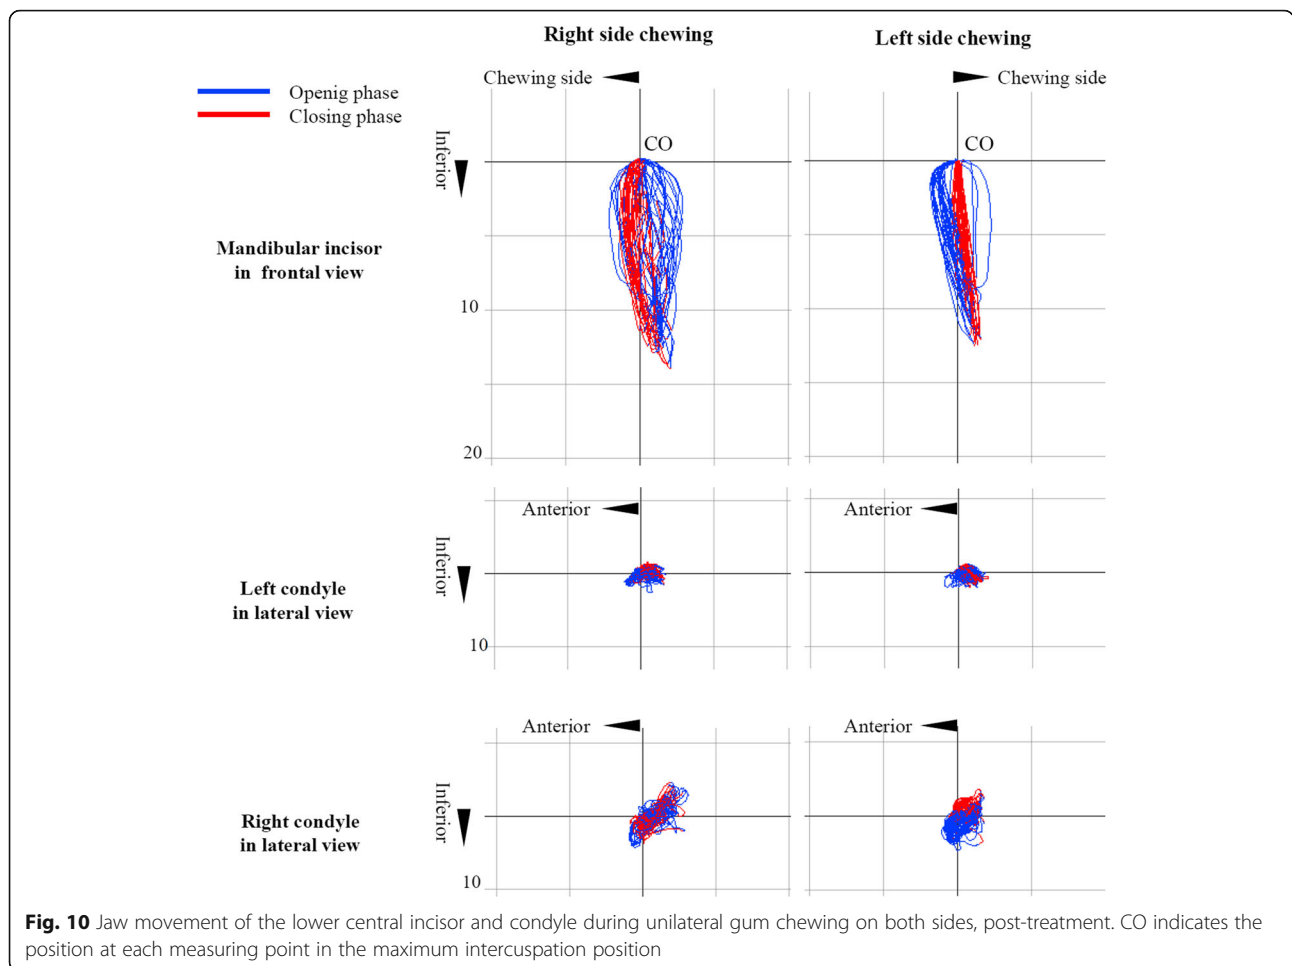 Right side chewing
Left side chewing
Chewing side
Chewing side
Openig phase
Closing phase
Inferior
CO
CO
Mandibular incisor
in frontal view
10
20
Anterior
Anterior
Inferior
Left condyle
in lateral view
10
Anterior
Anterior
Inferior
Right condyle
in lateral view
10
Fig. 10 Jaw movement of the lower central incisor and condyle during unilateral gum chewing on both sides, post-treatment. CO indicates the
position at each measuring point in the maximum intercuspation position